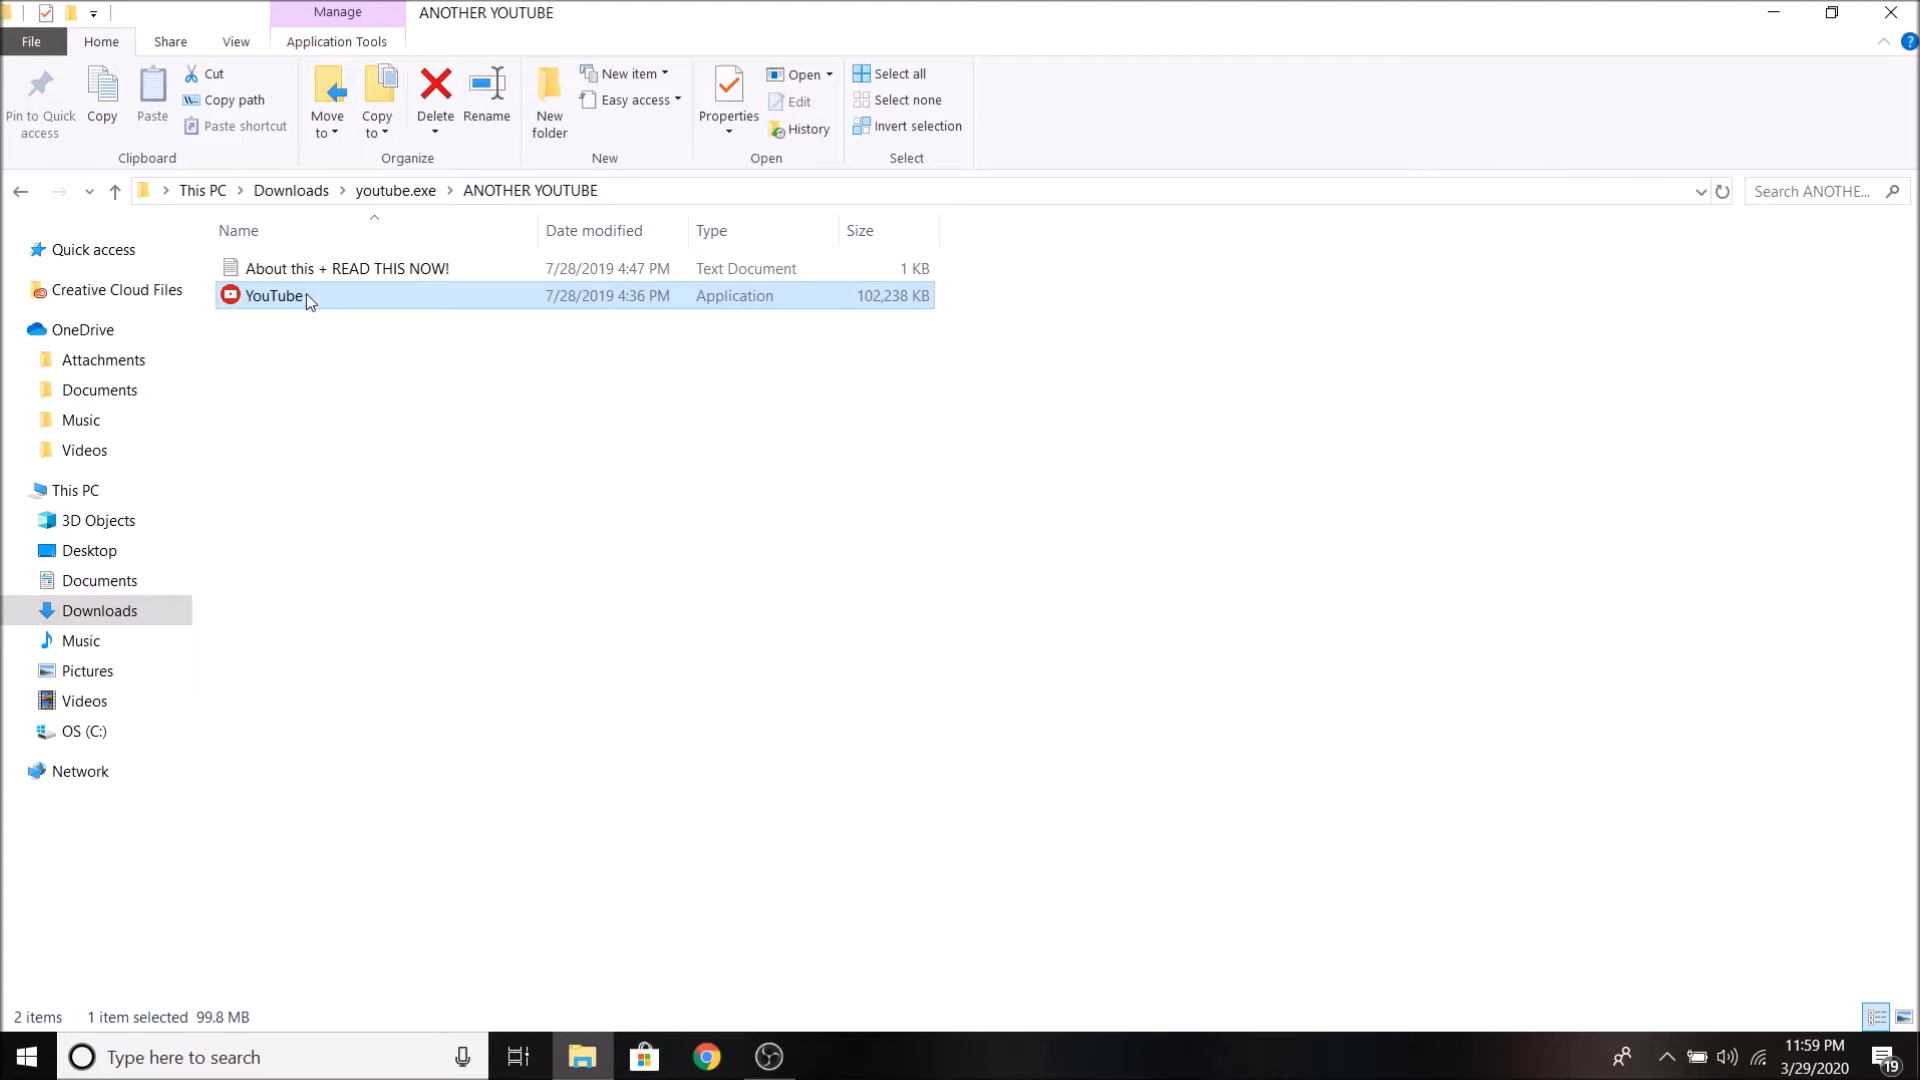 Manage
ANOTHER YOUTUBE
File
Home
Share
View
Application Tools
?
Pin to Quick access
Copy
Paste
Cut
Copy path
Paste shortcut
Clipboard
Move to
Copy to
Delete
Rename
Organize
New folder
New item
Easy access
New
Properties
Open
Edit
History
Open
Select all
Select none
Invert selection
Select
This PC > Downloads > youtube.exe > ANOTHER YOUTUBE
Search ANOTHE...
Name
Date modified
Type
Size
About this + READ THIS NOW!
7/28/2019 4:47 PM
Text Document
1 KB
YouTube
7/28/2019 4:36 PM
Application
102,238 KB
Quick access
Creative Cloud Files
OneDrive
Attachments
Documents
Music
Videos
This PC
3D Objects
Desktop
Documents
Downloads
Music
Pictures
Videos
OS (C:)
Network
2 items
1 item selected 99.8 MB
Type here to search
11:59 PM
3/29/2020
19